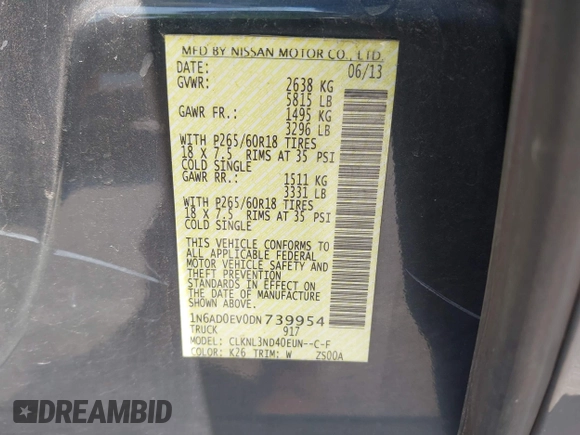 MFD BY NISSAN MOTOR CO., LTD.
DATE: 06/13
GVWR: 2638 KG
5815 LB
GAWR FR.: 1495 KG
3296 LB
WITH P265/60R18 TIRES
18 X 7.5 RIMS AT 35 PSI
COLD SINGLE
GAWR RR.: 1511 KG
3331 LB
WITH P265/60R18 TIRES
18 X 7.5 RIMS AT 35 PSI
COLD SINGLE
THIS VEHICLE CONFORMS TO
ALL APPLICABLE FEDERAL
MOTOR VEHICLE SAFETY AND
THEFT PREVENTION
STANDARDS IN EFFECT ON
THE DATE OF MANUFACTURE
SHOWN ABOVE.
1N6AD0EV0DN739954
TRUCK 917
MODEL: CLKNL3ND40EUN--C-F
COLOR: K26 TRIM: W ZS00A
DREAMBID